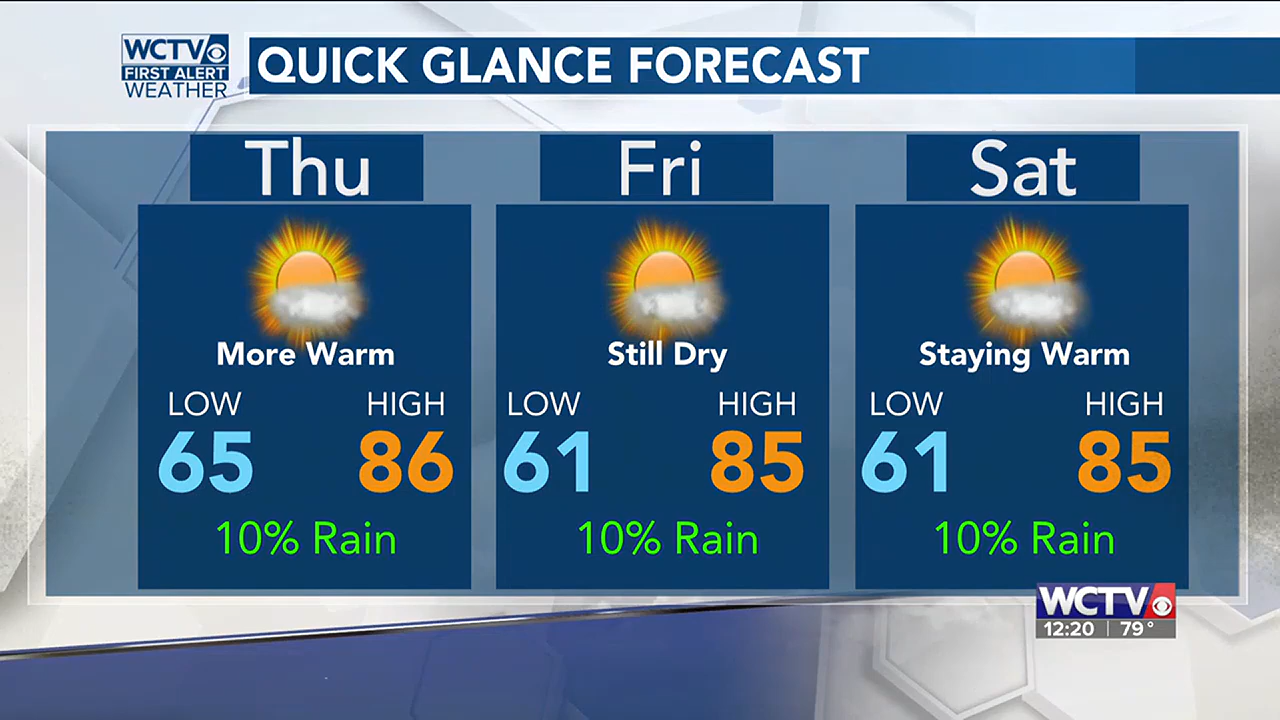 WCTV
FIRST ALERT
WEATHER
QUICK GLANCE FORECAST
Thu
More Warm
LOW HIGH
65 86
10% Rain
Fri
Still Dry
LOW HIGH
61 85
10% Rain
Sat
Staying Warm
LOW HIGH
61 85
10% Rain
WCTV
12:20 | 79°